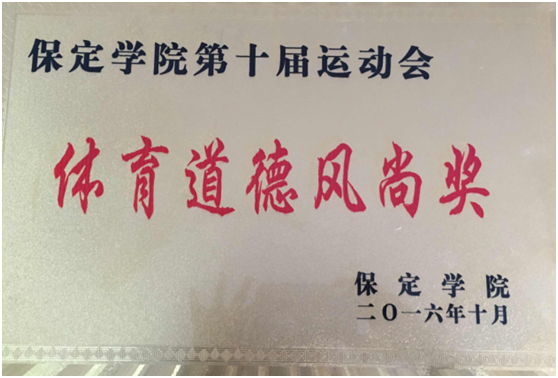 保定学院第十届运动会
体育道德风尚奖
保定学院
二〇一六年十月